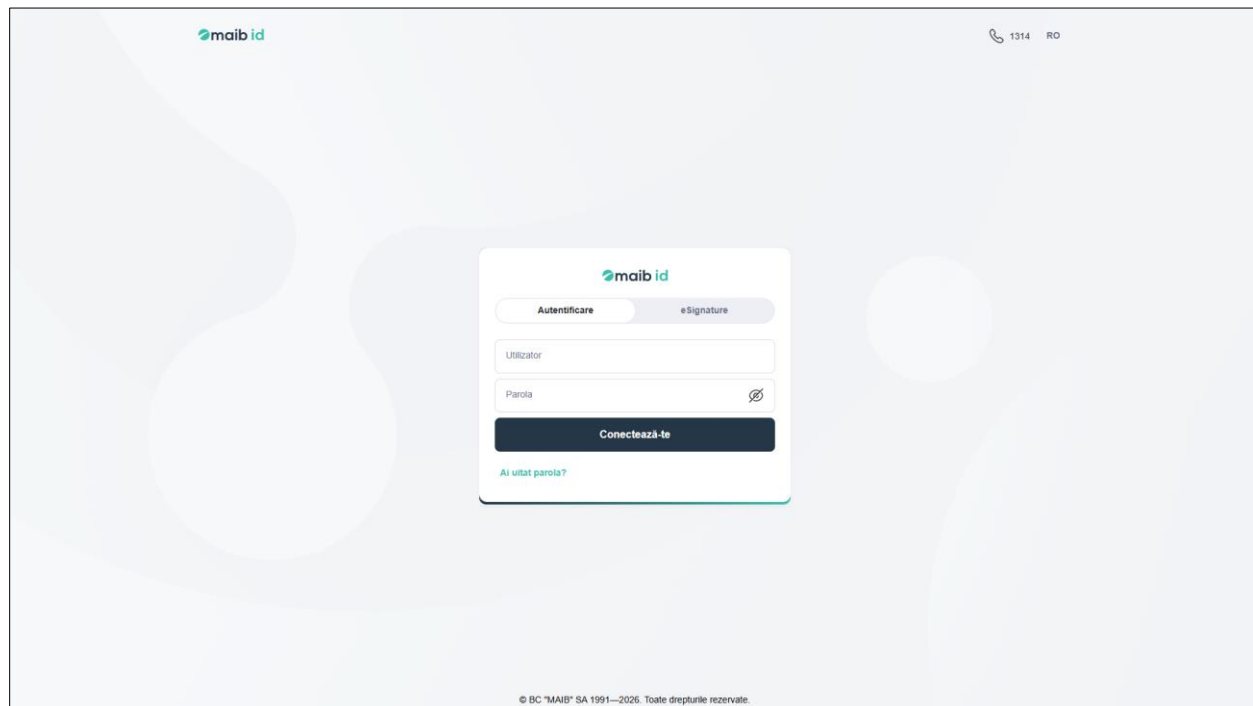 maib id
1314 RO
maib id
Autentificare eSignature
Utilizator
Parola
Conectează-te
Ai uitat parola?
© BC "MAIB" SA 1991—2026. Toate drepturile rezervate.